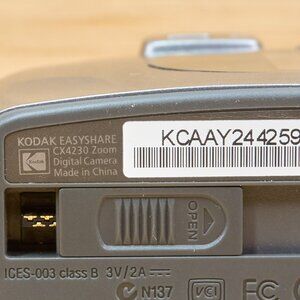 KODAK EASYSHARE
CX4230 Zoom
Digital Camera
Made in China
Kodak
KCAAY244259
OPEN
ICES-003 class B 3V/2A
N137
VCI
FC